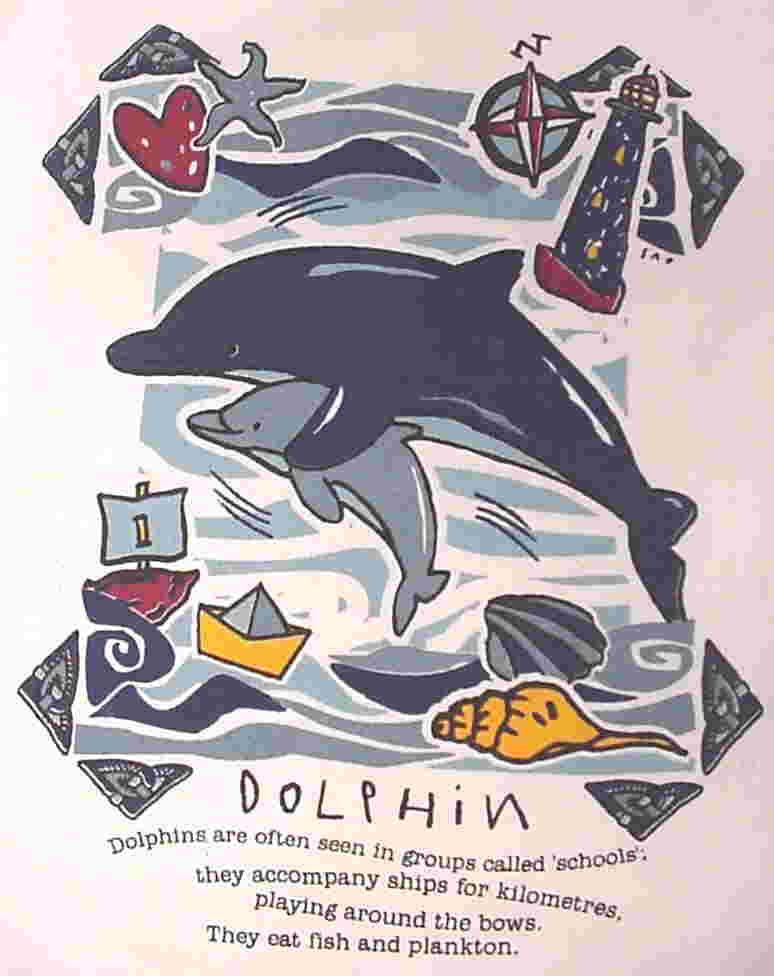 N
DOLPHiN
Dolphins are often seen in groups called 'schools';
they accompany ships for kilometres,
playing around the bows.
They eat fish and plankton.